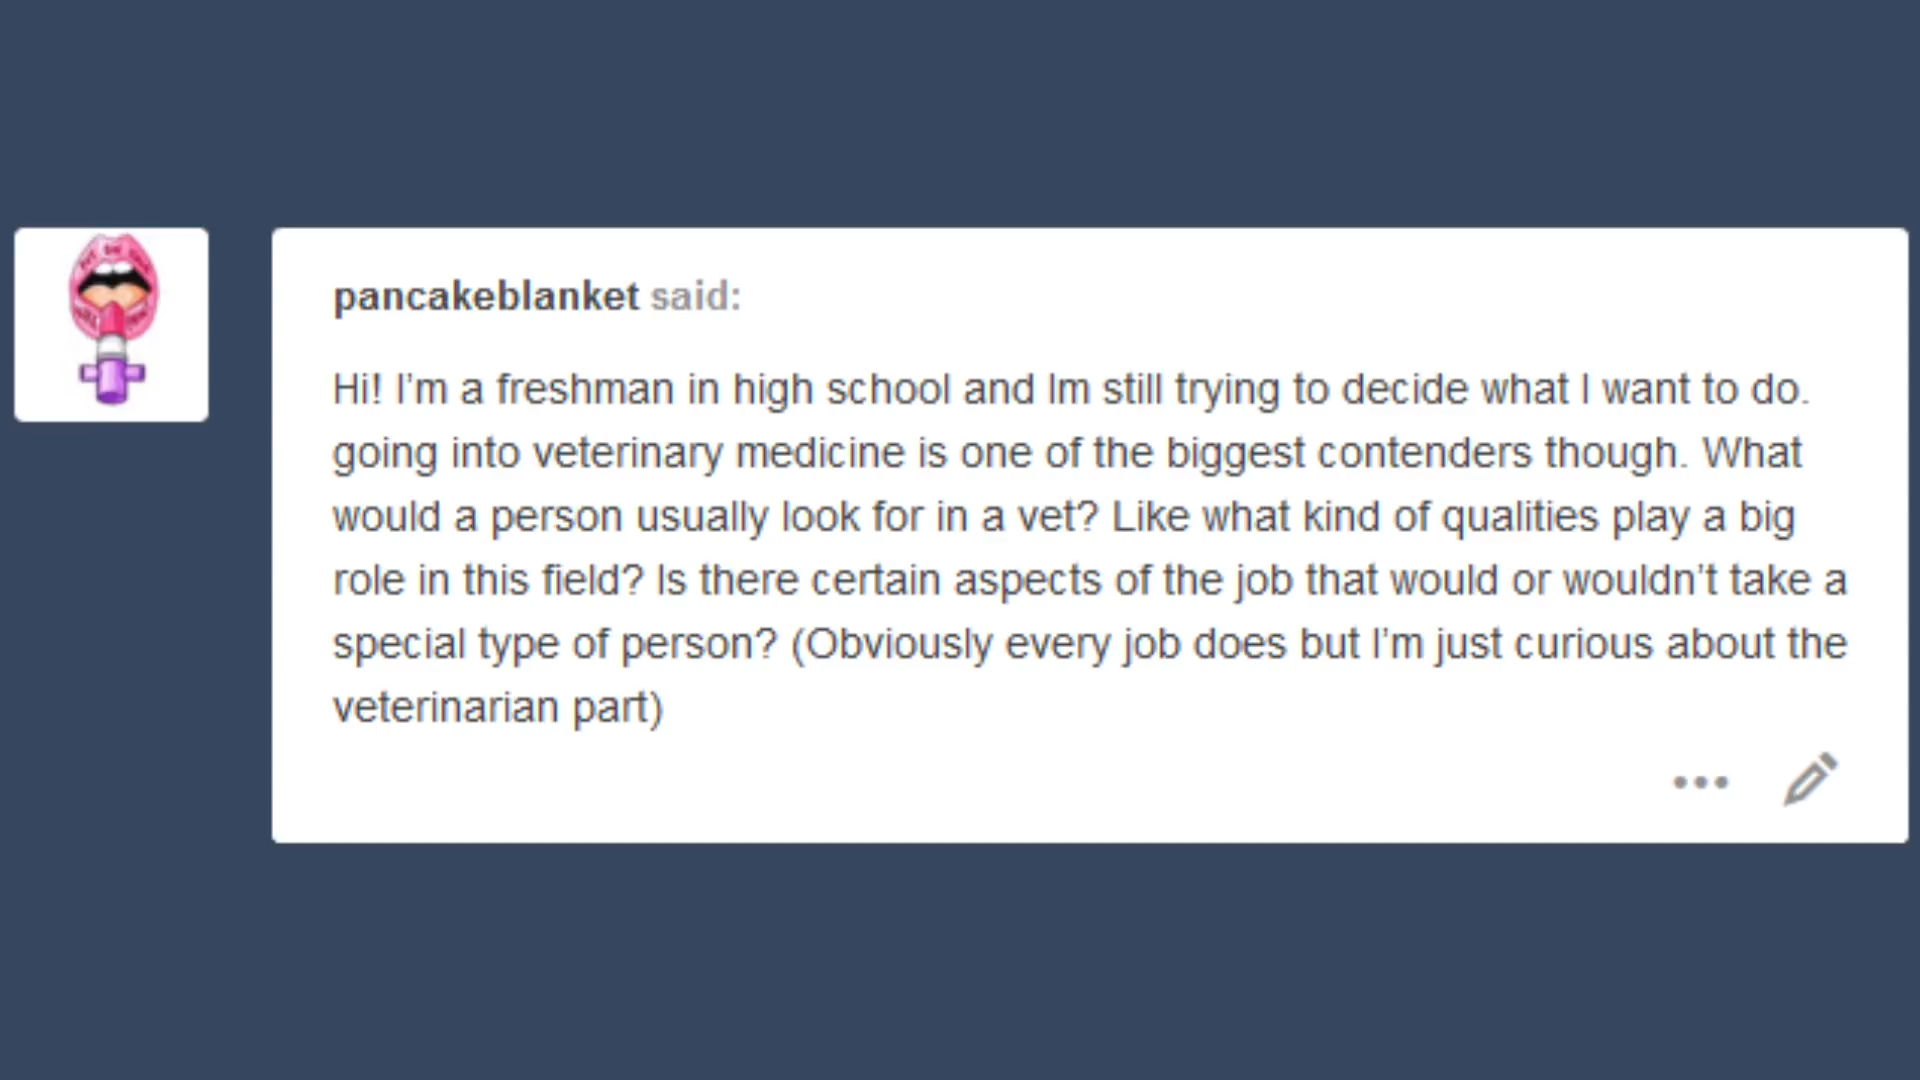 pancakeblanket said:
Hi! I'm a freshman in high school and Im still trying to decide what I want to do.
going into veterinary medicine is one of the biggest contenders though. What
would a person usually look for in a vet? Like what kind of qualities play a big
role in this field? Is there certain aspects of the job that would or wouldn't take a
special type of person? (Obviously every job does but I'm just curious about the
veterinarian part)